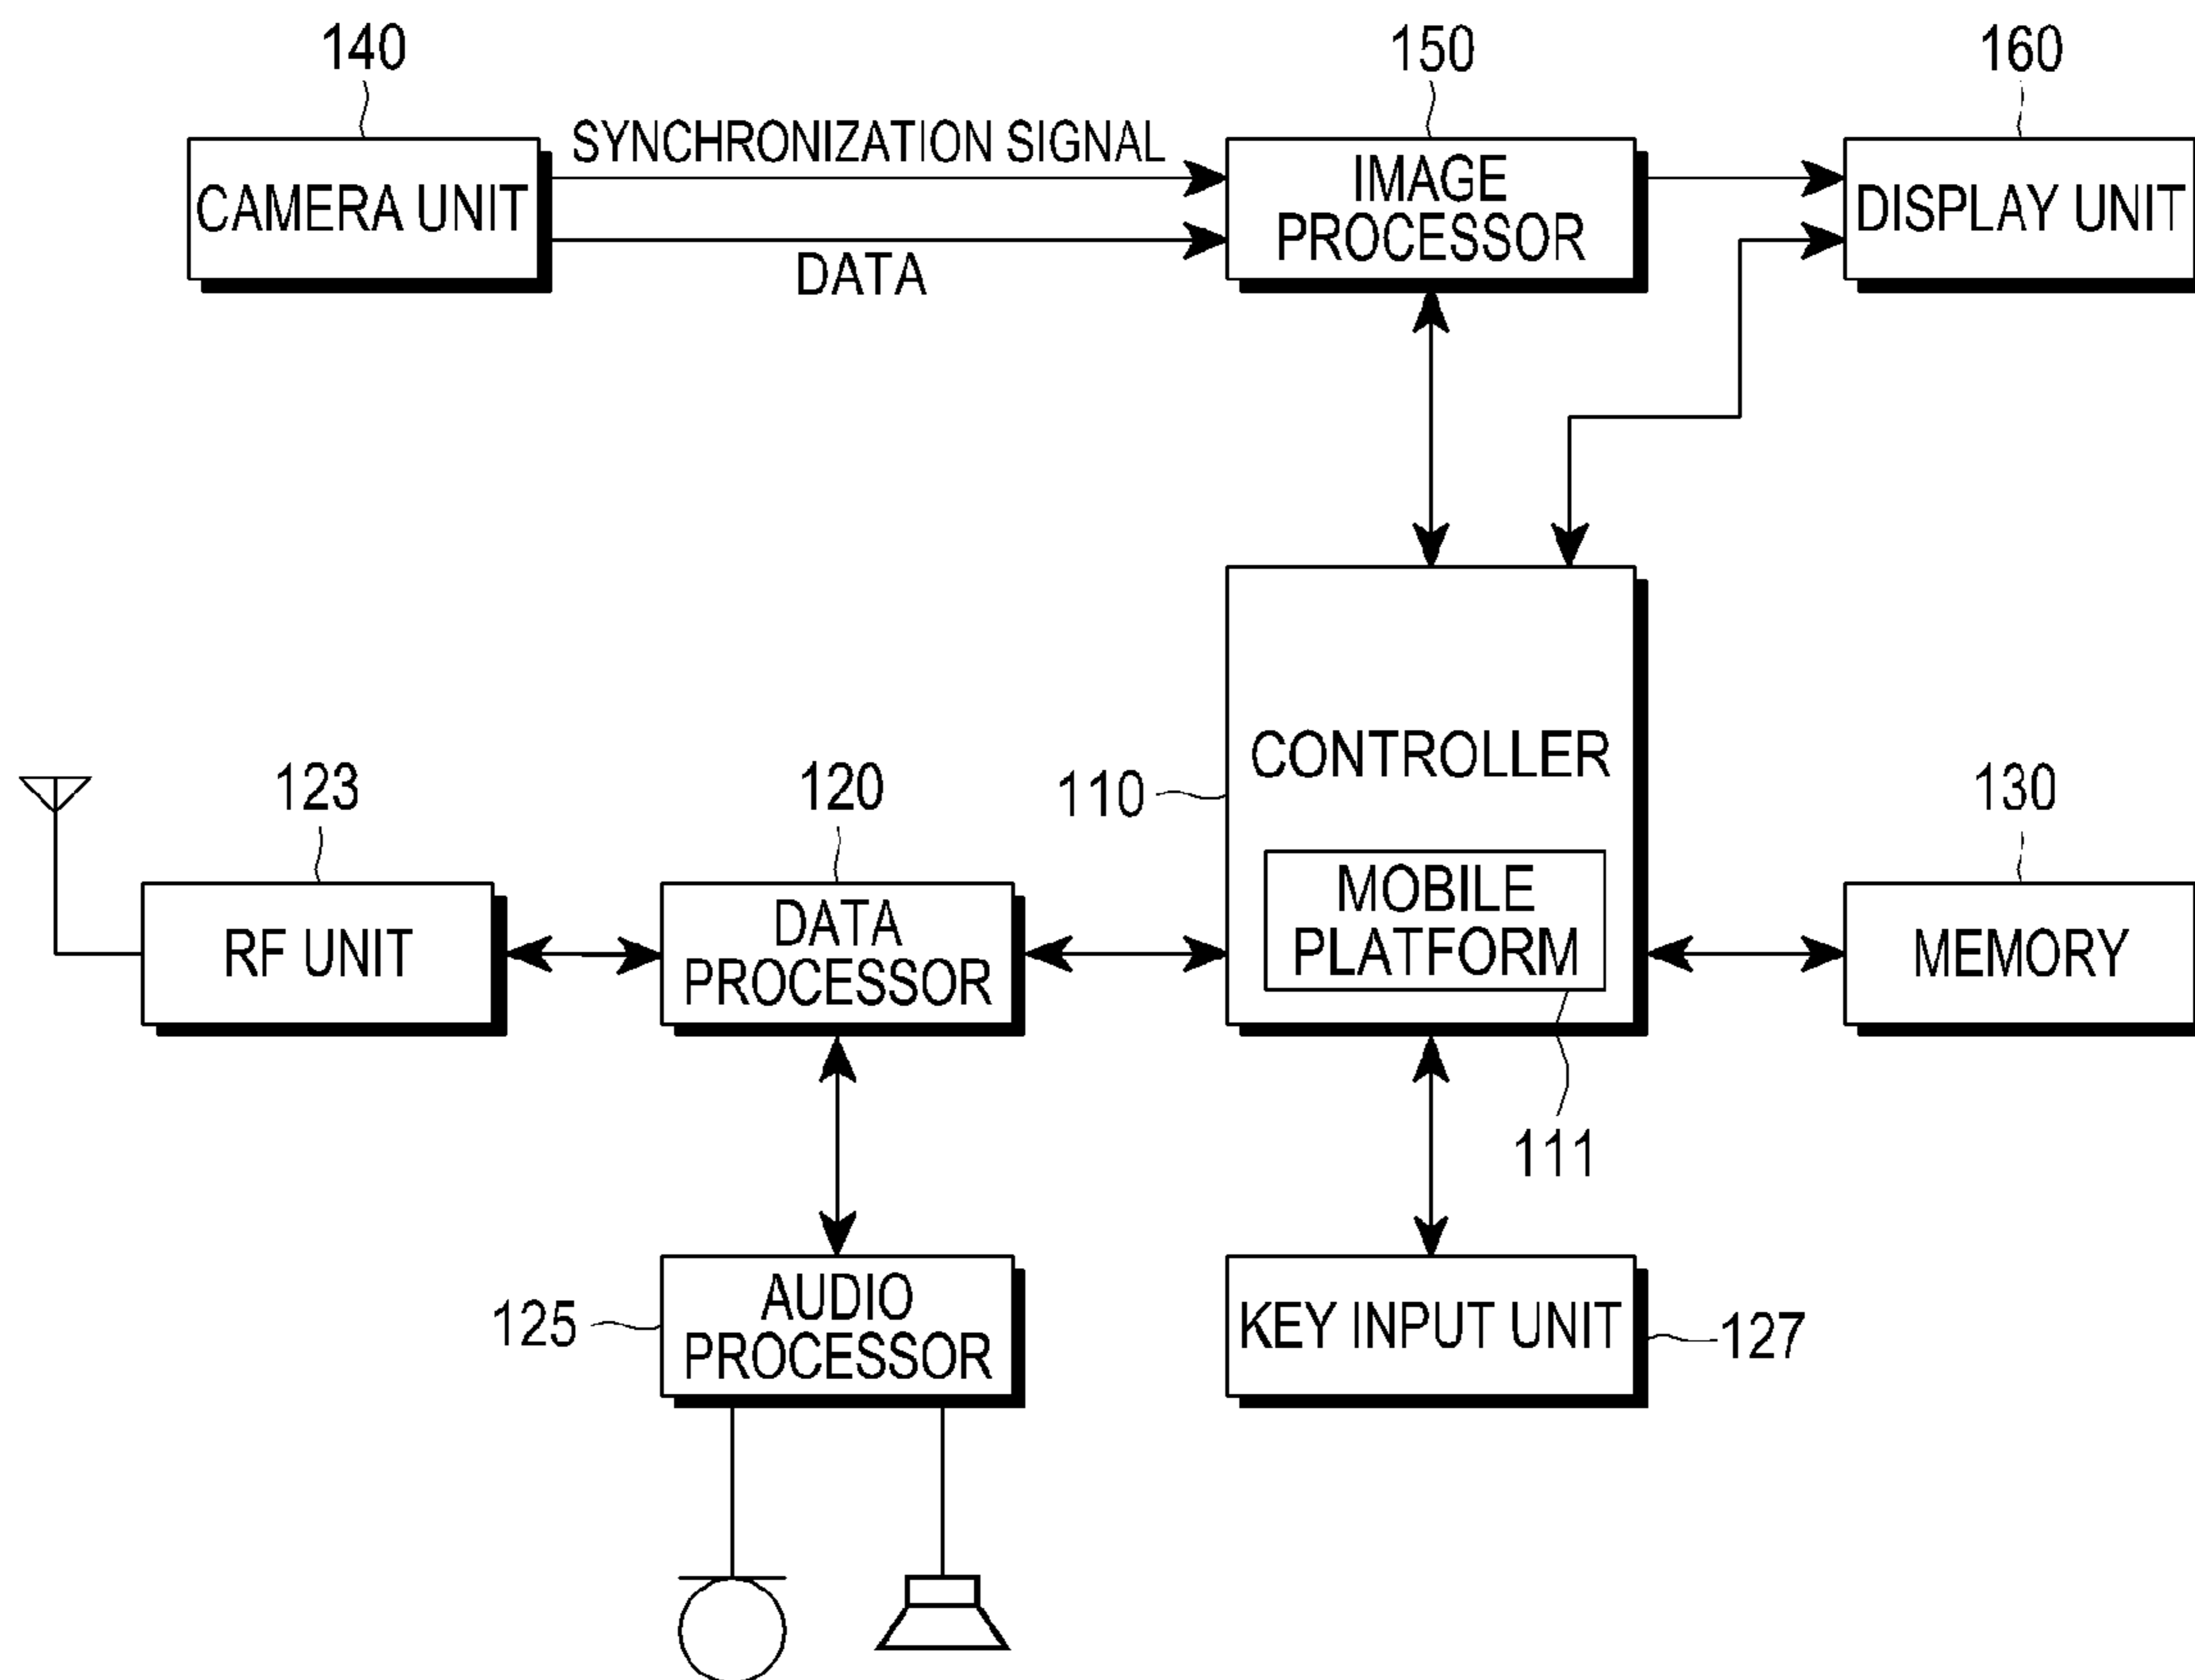 140
150
160
SYNCHRONIZATION SIGNAL
CAMERA UNIT
DATA
IMAGE
PROCESSOR
DISPLAY UNIT
CONTROLLER
110
123
120
130
RF UNIT
DATA
PROCESSOR
MOBILE
PLATFORM
MEMORY
111
125
AUDIO
PROCESSOR
KEY INPUT UNIT
127